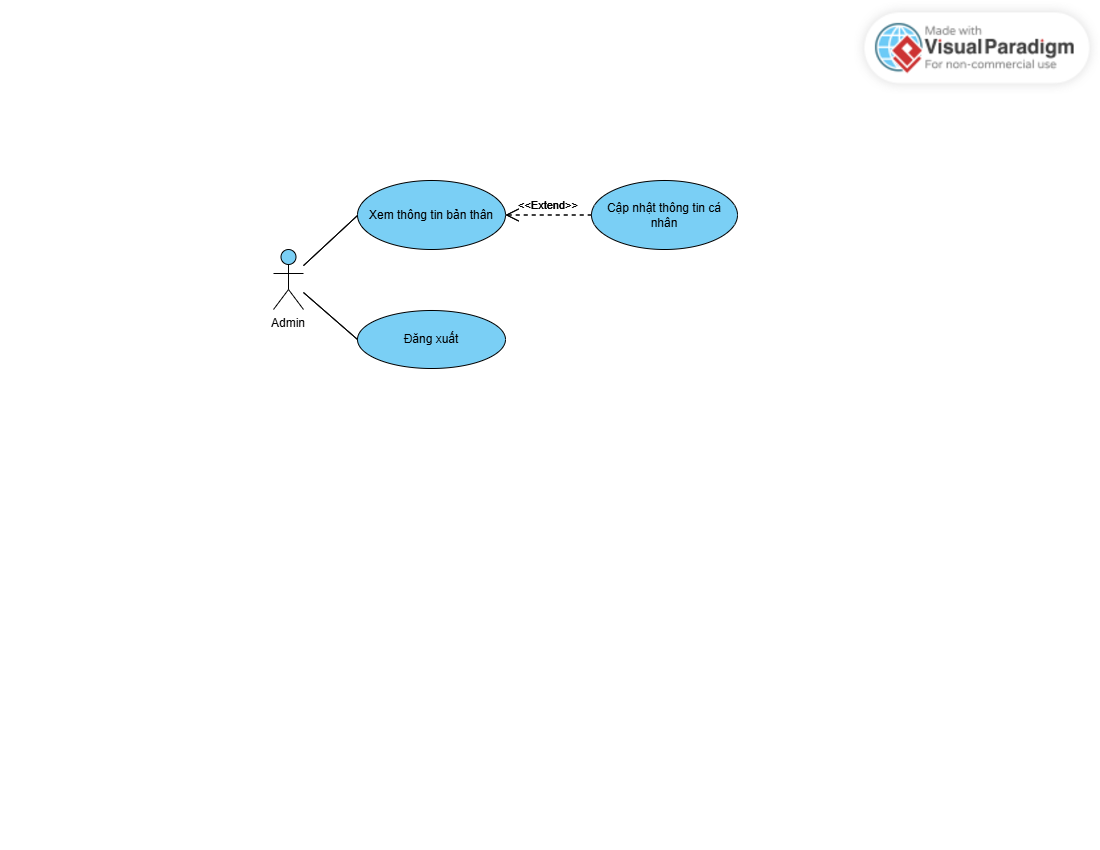 Made with
Visual Paradigm
For non-commercial use
Xem thông tin bản thân
<<Extend>>
Cập nhật thông tin cá
nhân
Admin
Đăng xuất